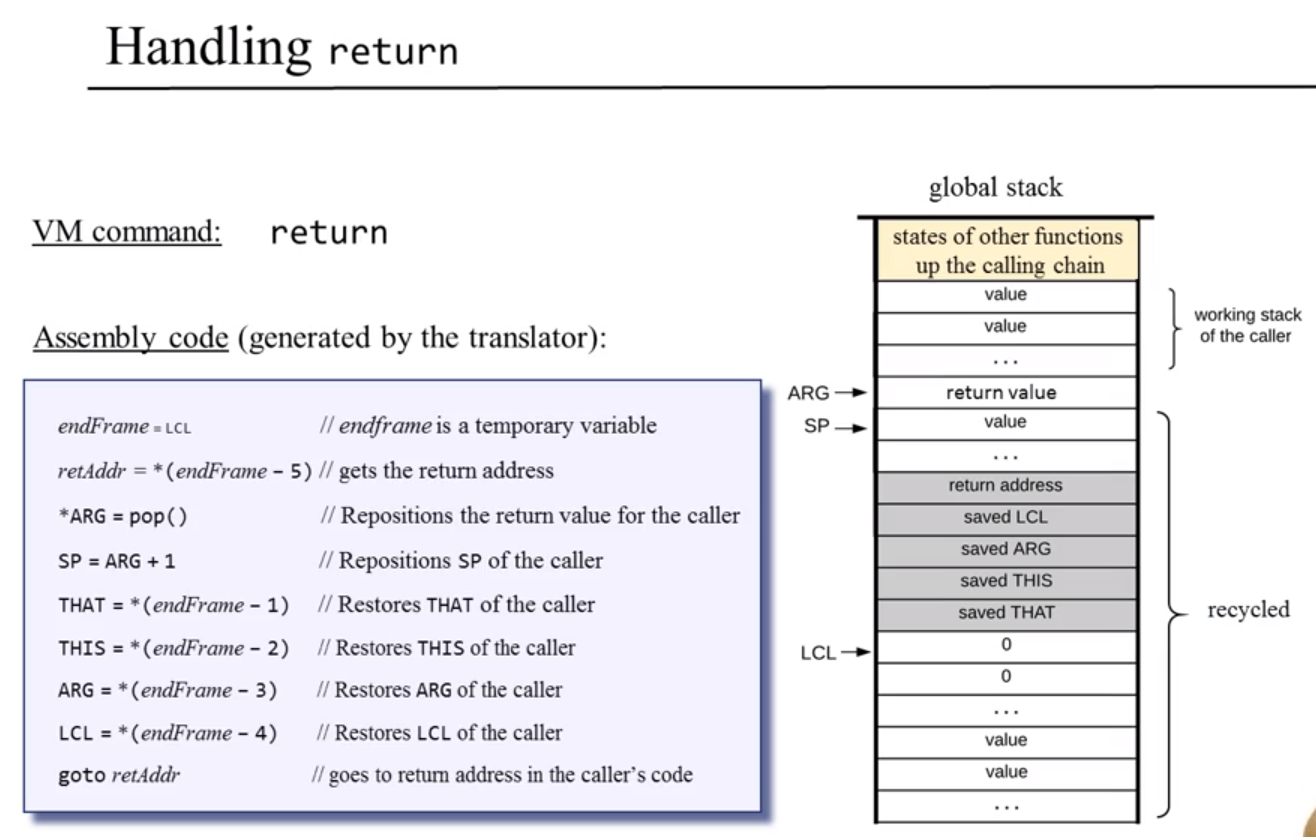 Handling return
VM command: return
Assembly code (generated by the translator):
endFrame = LCL // endframe is a temporary variable
retAddr = *(endFrame – 5) // gets the return address
*ARG = pop() // Repositions the return value for the caller
SP = ARG + 1 // Repositions SP of the caller
THAT = *(endFrame – 1) // Restores THAT of the caller
THIS = *(endFrame – 2) // Restores THIS of the caller
ARG = *(endFrame – 3) // Restores ARG of the caller
LCL = *(endFrame – 4) // Restores LCL of the caller
goto retAddr // goes to return address in the caller's code
global stack
states of other functions
up the calling chain
value
value
...
working stack
of the caller
ARG
return value
SP
value
...
return address
saved LCL
saved ARG
saved THIS
saved THAT
recycled
LCL
0
0
...
value
value
...